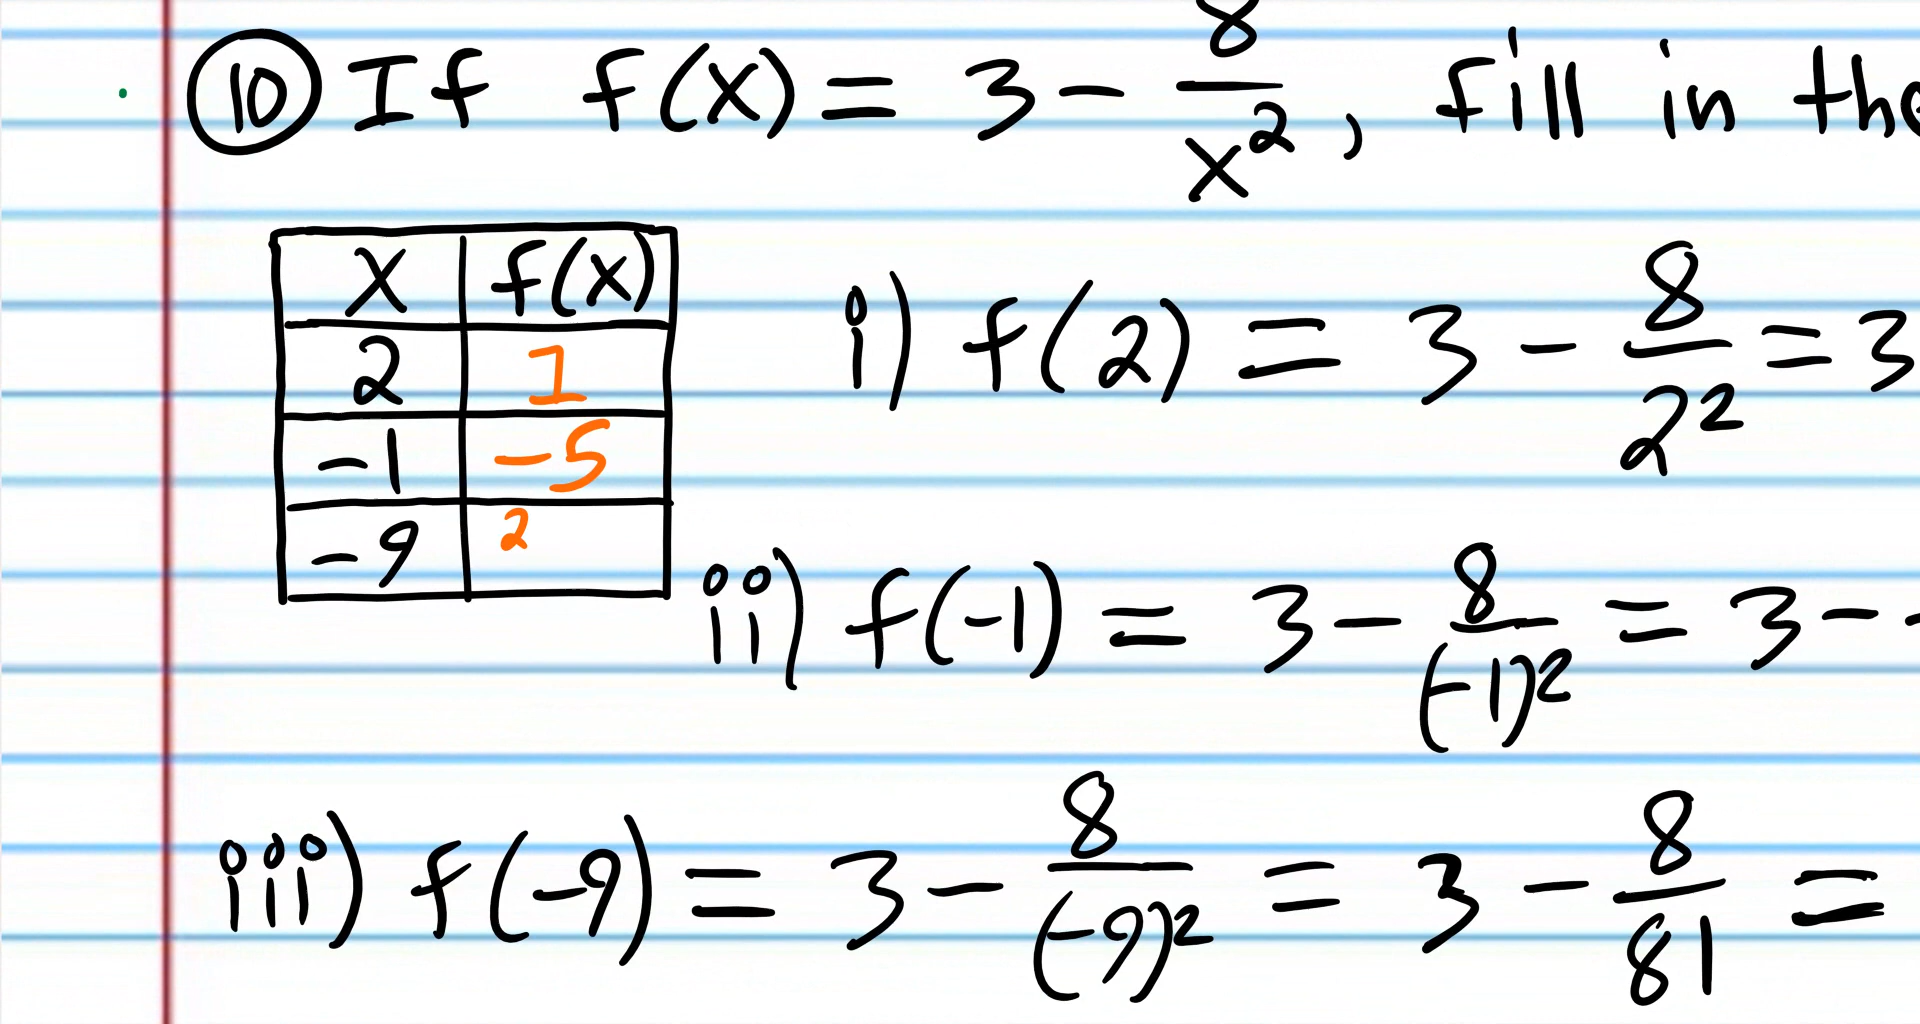 10 If f(x) = 3 - 8/x², fill in the
x f(x)
2 1
-1 -5
-9 2
i) f(2) = 3 - 8/2² = 3
ii) f(-1) = 3 - 8/(-1)² = 3 -
iii) f(-9) = 3 - 8/(-9)² = 3 - 8/81 =